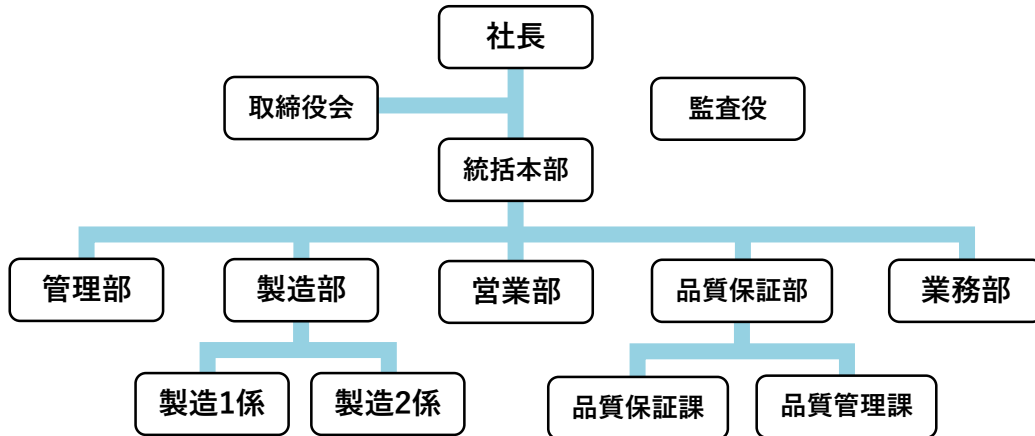 社長
取締役会
監査役
統括本部
管理部
製造部
営業部
品質保証部
業務部
製造1係
製造2係
品質保証課
品質管理課